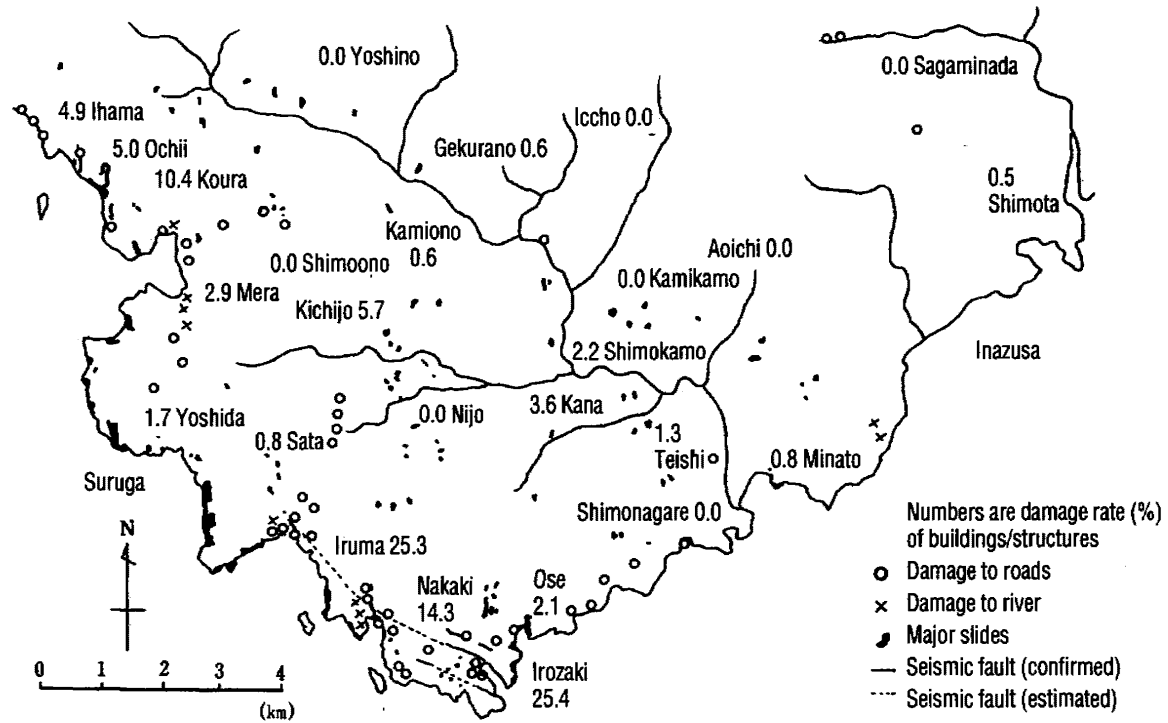 0.0 Yoshino
0.0 Sagaminada
4.9 Ihama
Iccho 0.0
5.0 Ochii
Gekurano 0.6
10.4 Koura
0.5
Shimota
Kamiono
0.6
Aoichi 0.0
0.0 Shimoono
0.0 Kamikamo
2.9 Mera
Kichijo 5.7
2.2 Shimokamo
Inazusa
1.7 Yoshida
0.0 Nijo
3.6 Kana
0.8 Sata
1.3
Teishi
0.8 Minato
Suruga
Shimonagare 0.0
N
Iruma 25.3
Nakaki
14.3
Ose
2.1
Irozaki
25.4
0 1 2 3 4
(km)
Numbers are damage rate (%)
of buildings/structures
Damage to roads
Damage to river
Major slides
Seismic fault (confirmed)
Seismic fault (estimated)